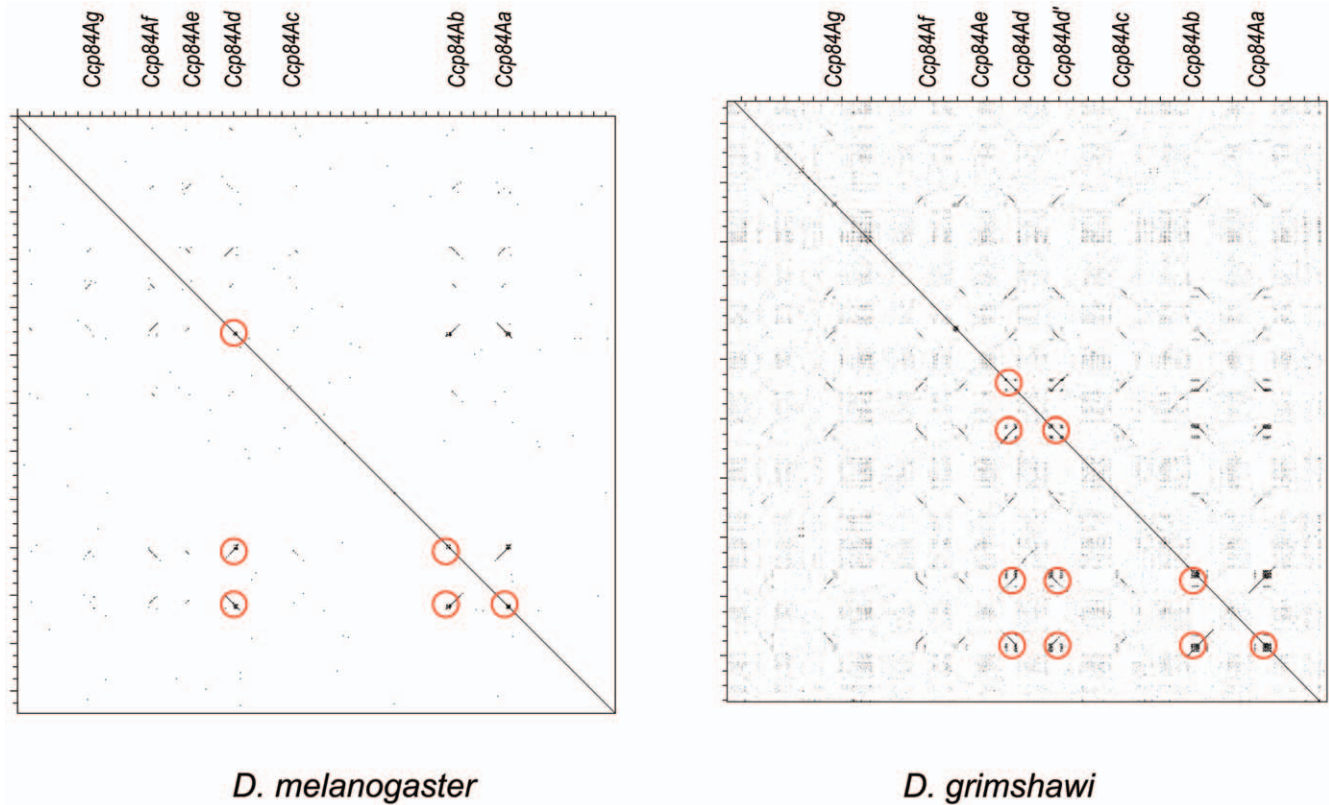 Ccp84Ag
Ccp84Af
Ccp84Ae
Ccp84Ad
Ccp84Ac
Ccp84Ab
Ccp84Aa
Ccp84Ag
Ccp84Af
Ccp84Ae
Ccp84Ad
Ccp84Ad'
Ccp84Ac
Ccp84Ab
Ccp84Aa
D. melanogaster
D. grimshawi